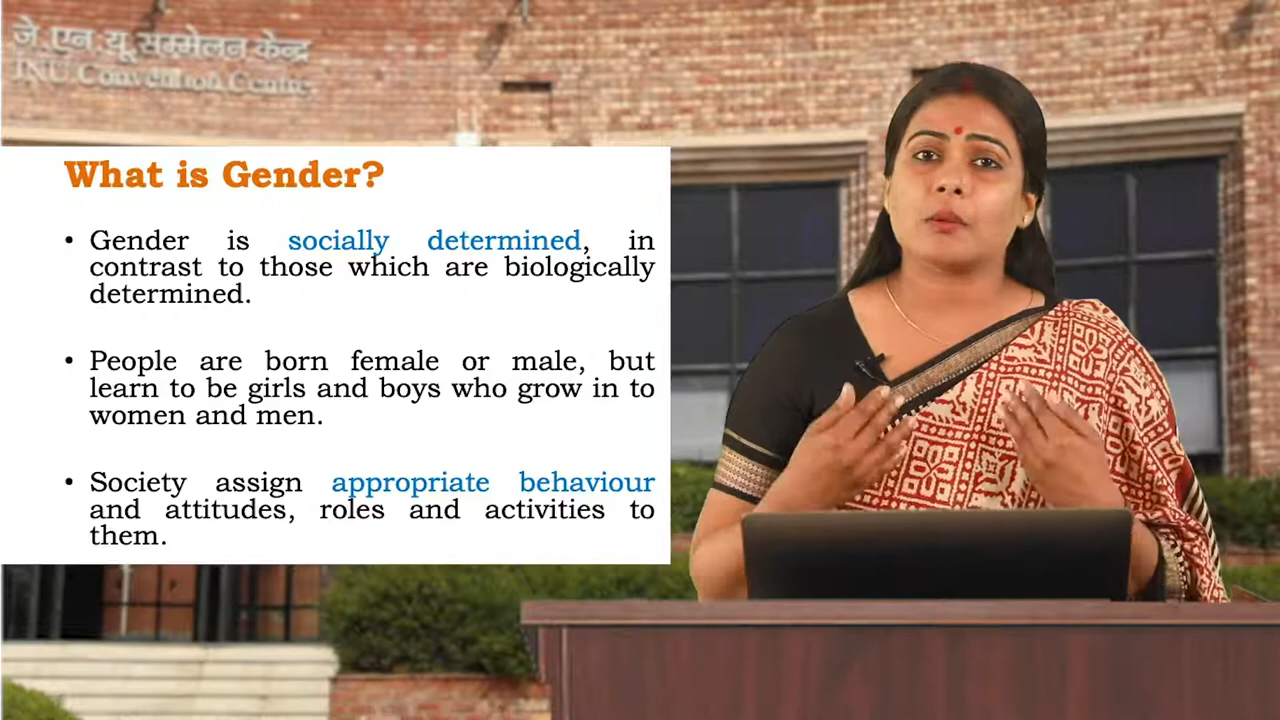 जे.एन.यू. सम्मेलन केन्द्र
JNU Convention Centre
What is Gender?
• Gender is socially determined, in
contrast to those which are biologically
determined.
• People are born female or male, but
learn to be girls and boys who grow in to
women and men.
• Society assign appropriate behaviour
and attitudes, roles and activities to
them.